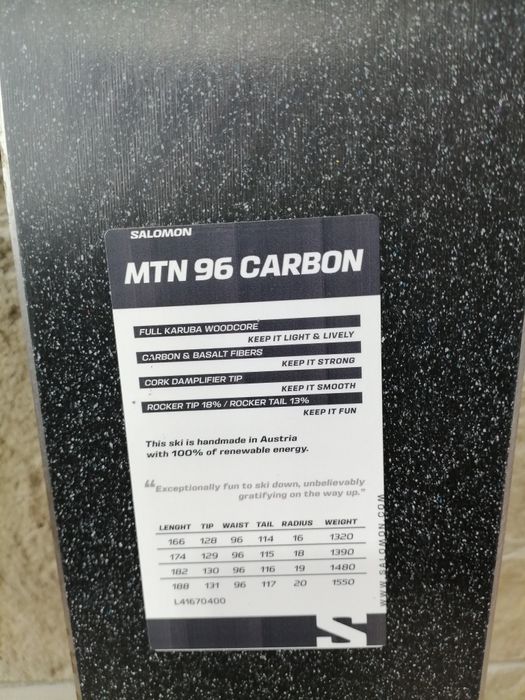 SALOMON
MTN 96 CARBON
FULL KARUBA WOODCORE
KEEP IT LIGHT & LIVELY
CARBON & BASALT FIBERS
KEEP IT STRONG
CORK DAMPLIFIER TIP
KEEP IT SMOOTH
ROCKER TIP 18% / ROCKER TAIL 13%
KEEP IT FUN
This ski is handmade in Austria
with 100% of renewable energy.
“Exceptionally fun to ski down, unbelievably
gratifying on the way up."
LENGHT TIP WAIST TAIL RADIUS WEIGHT
166 128 96 114 16 1320
174 129 96 115 18 1390
182 130 96 116 19 1480
188 131 96 117 20 1550
L41670400
WWW.SALOMON.COM